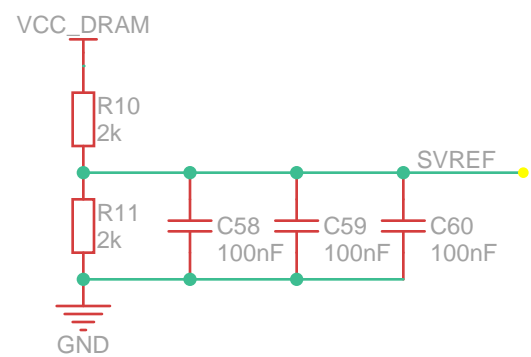 VCC_DRAM
R10
2k
SVREF
R11
2k
C58
100nF
C59
100nF
C60
100nF
GND